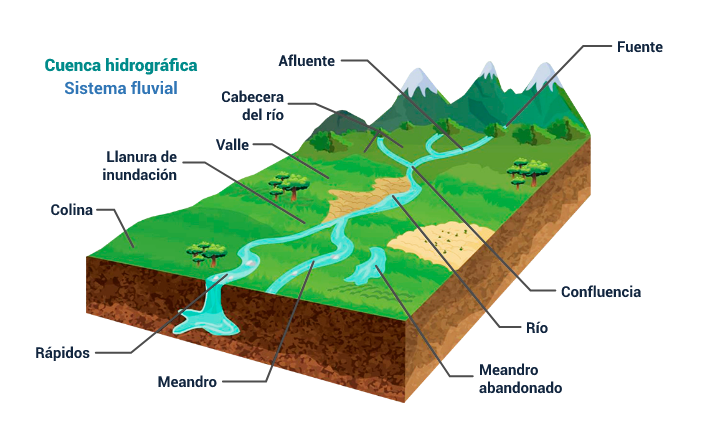 Cuenca hidrográfica
Sistema fluvial
Afluente
Fuente
Cabecera
del río
Valle
Llanura de
inundación
Colina
Confluencia
Río
Rápidos
Meandro
Meandro
abandonado